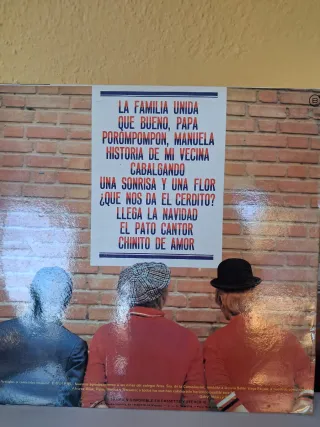 LA FAMILIA UNIDA
QUE BUENO, PAPA
POROMPOMPON, MANUELA
HISTORIA DE MI VECINA
CABALGANDO
UNA SONRISA Y UNA FLOR
¿QUE NOS DA EL CERDITO?
LLEGA LA NAVIDAD
EL PATO CANTOR
CHINITO DE AMOR